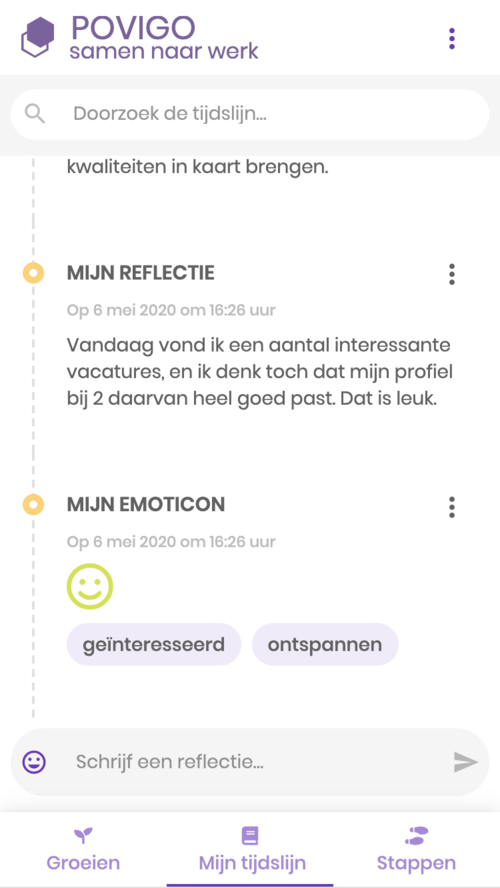 POVIGO
samen naar werk
Doorzoek de tijdslijn...
kwaliteiten in kaart brengen.
MIJN REFLECTIE
Op 6 mei 2020 om 16:26 uur
Vandaag vond ik een aantal interessante
vacatures, en ik denk toch dat mijn profiel
bij 2 daarvan heel goed past. Dat is leuk.
MIJN EMOTICON
Op 6 mei 2020 om 16:26 uur
geïnteresseerd ontspannen
Schrijf een reflectie...
Groeien Mijn tijdslijn Stappen